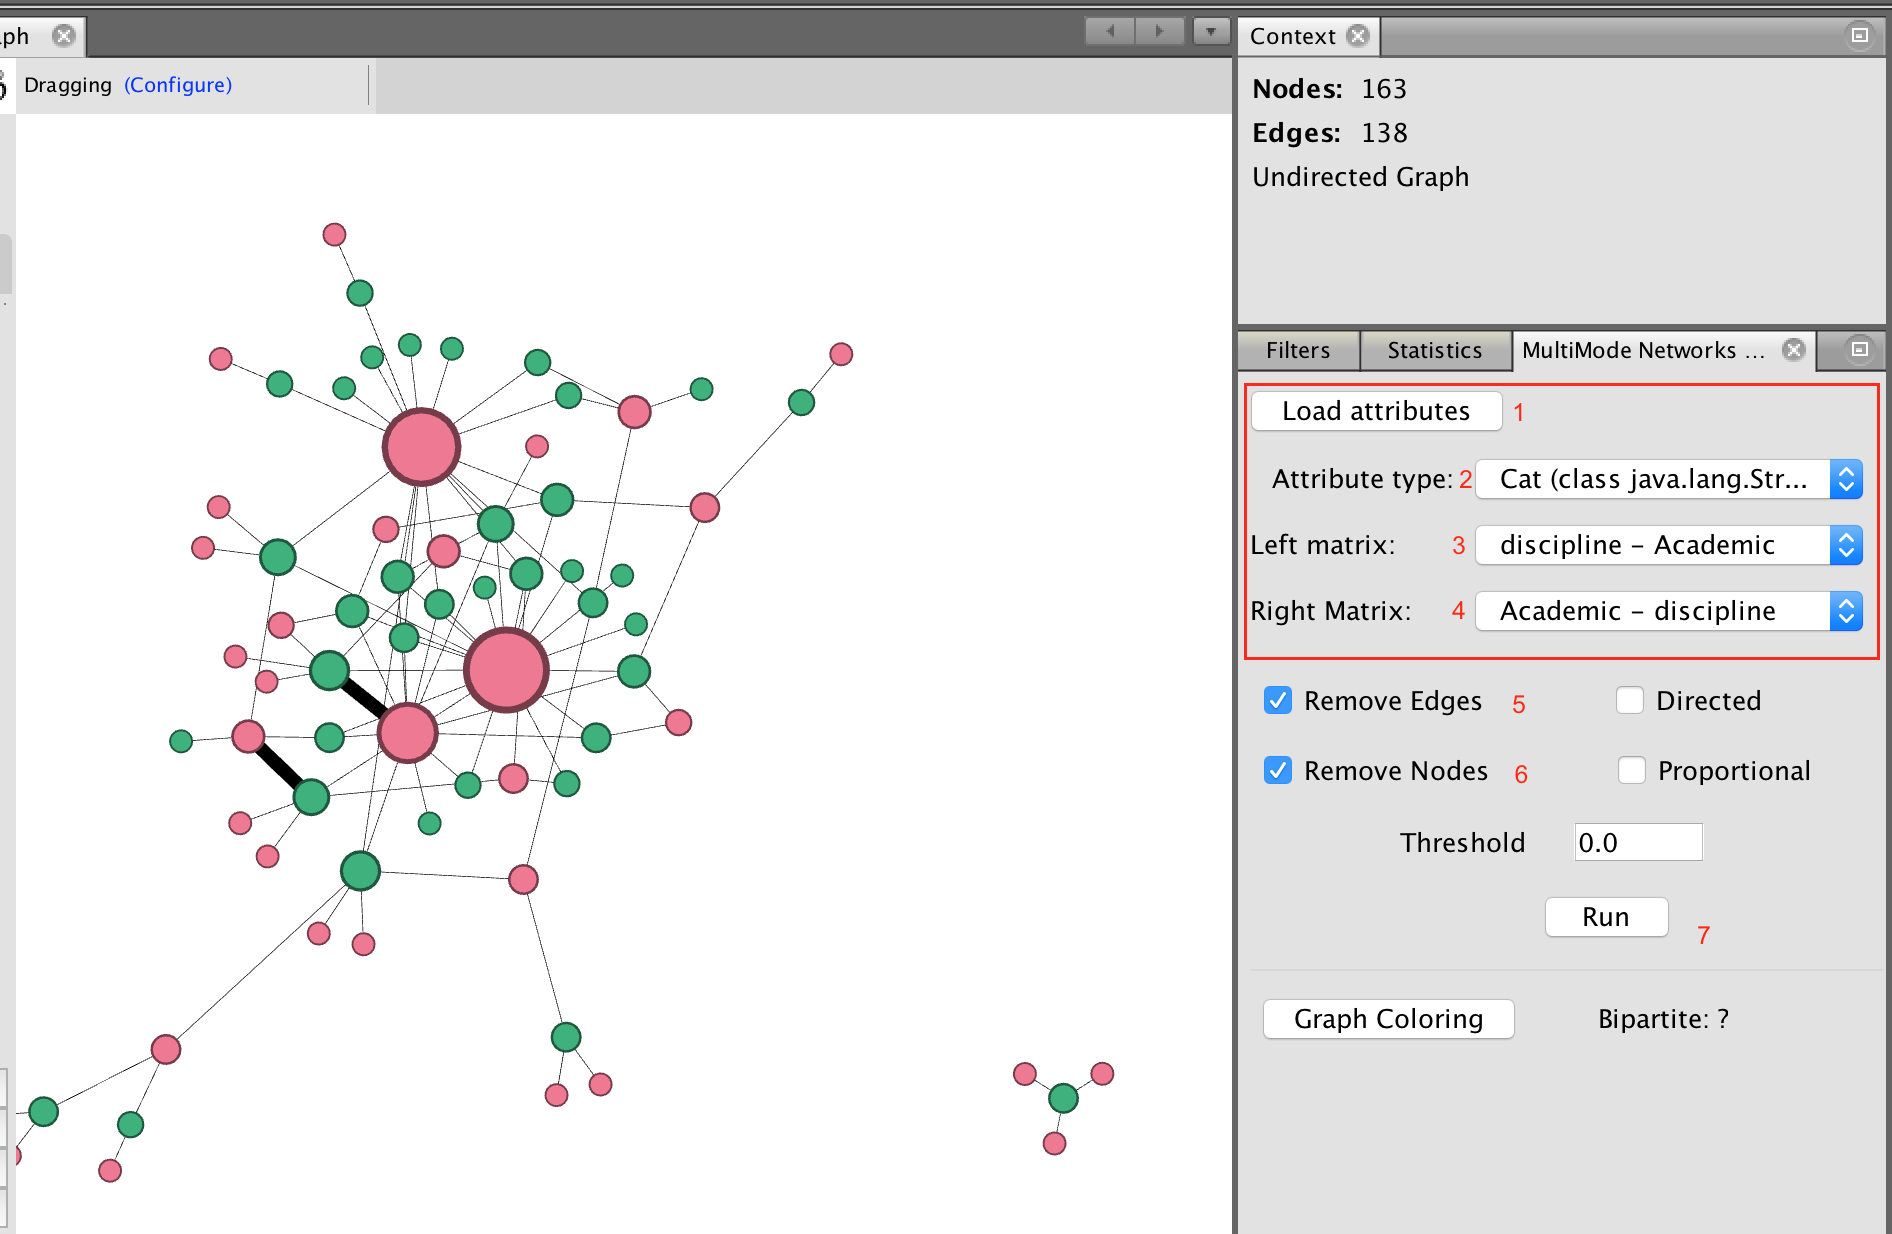 ph
Dragging (Configure)
Context
Nodes: 163
Edges: 138
Undirected Graph
Filters Statistics MultiMode Networks ...
Load attributes 1
Attribute type: 2 Cat (class java.lang.Str...
Left matrix: 3 discipline – Academic
Right Matrix: 4 Academic – discipline
Remove Edges 5 Directed
Remove Nodes 6 Proportional
Threshold 0.0
Run 7
Graph Coloring Bipartite: ?